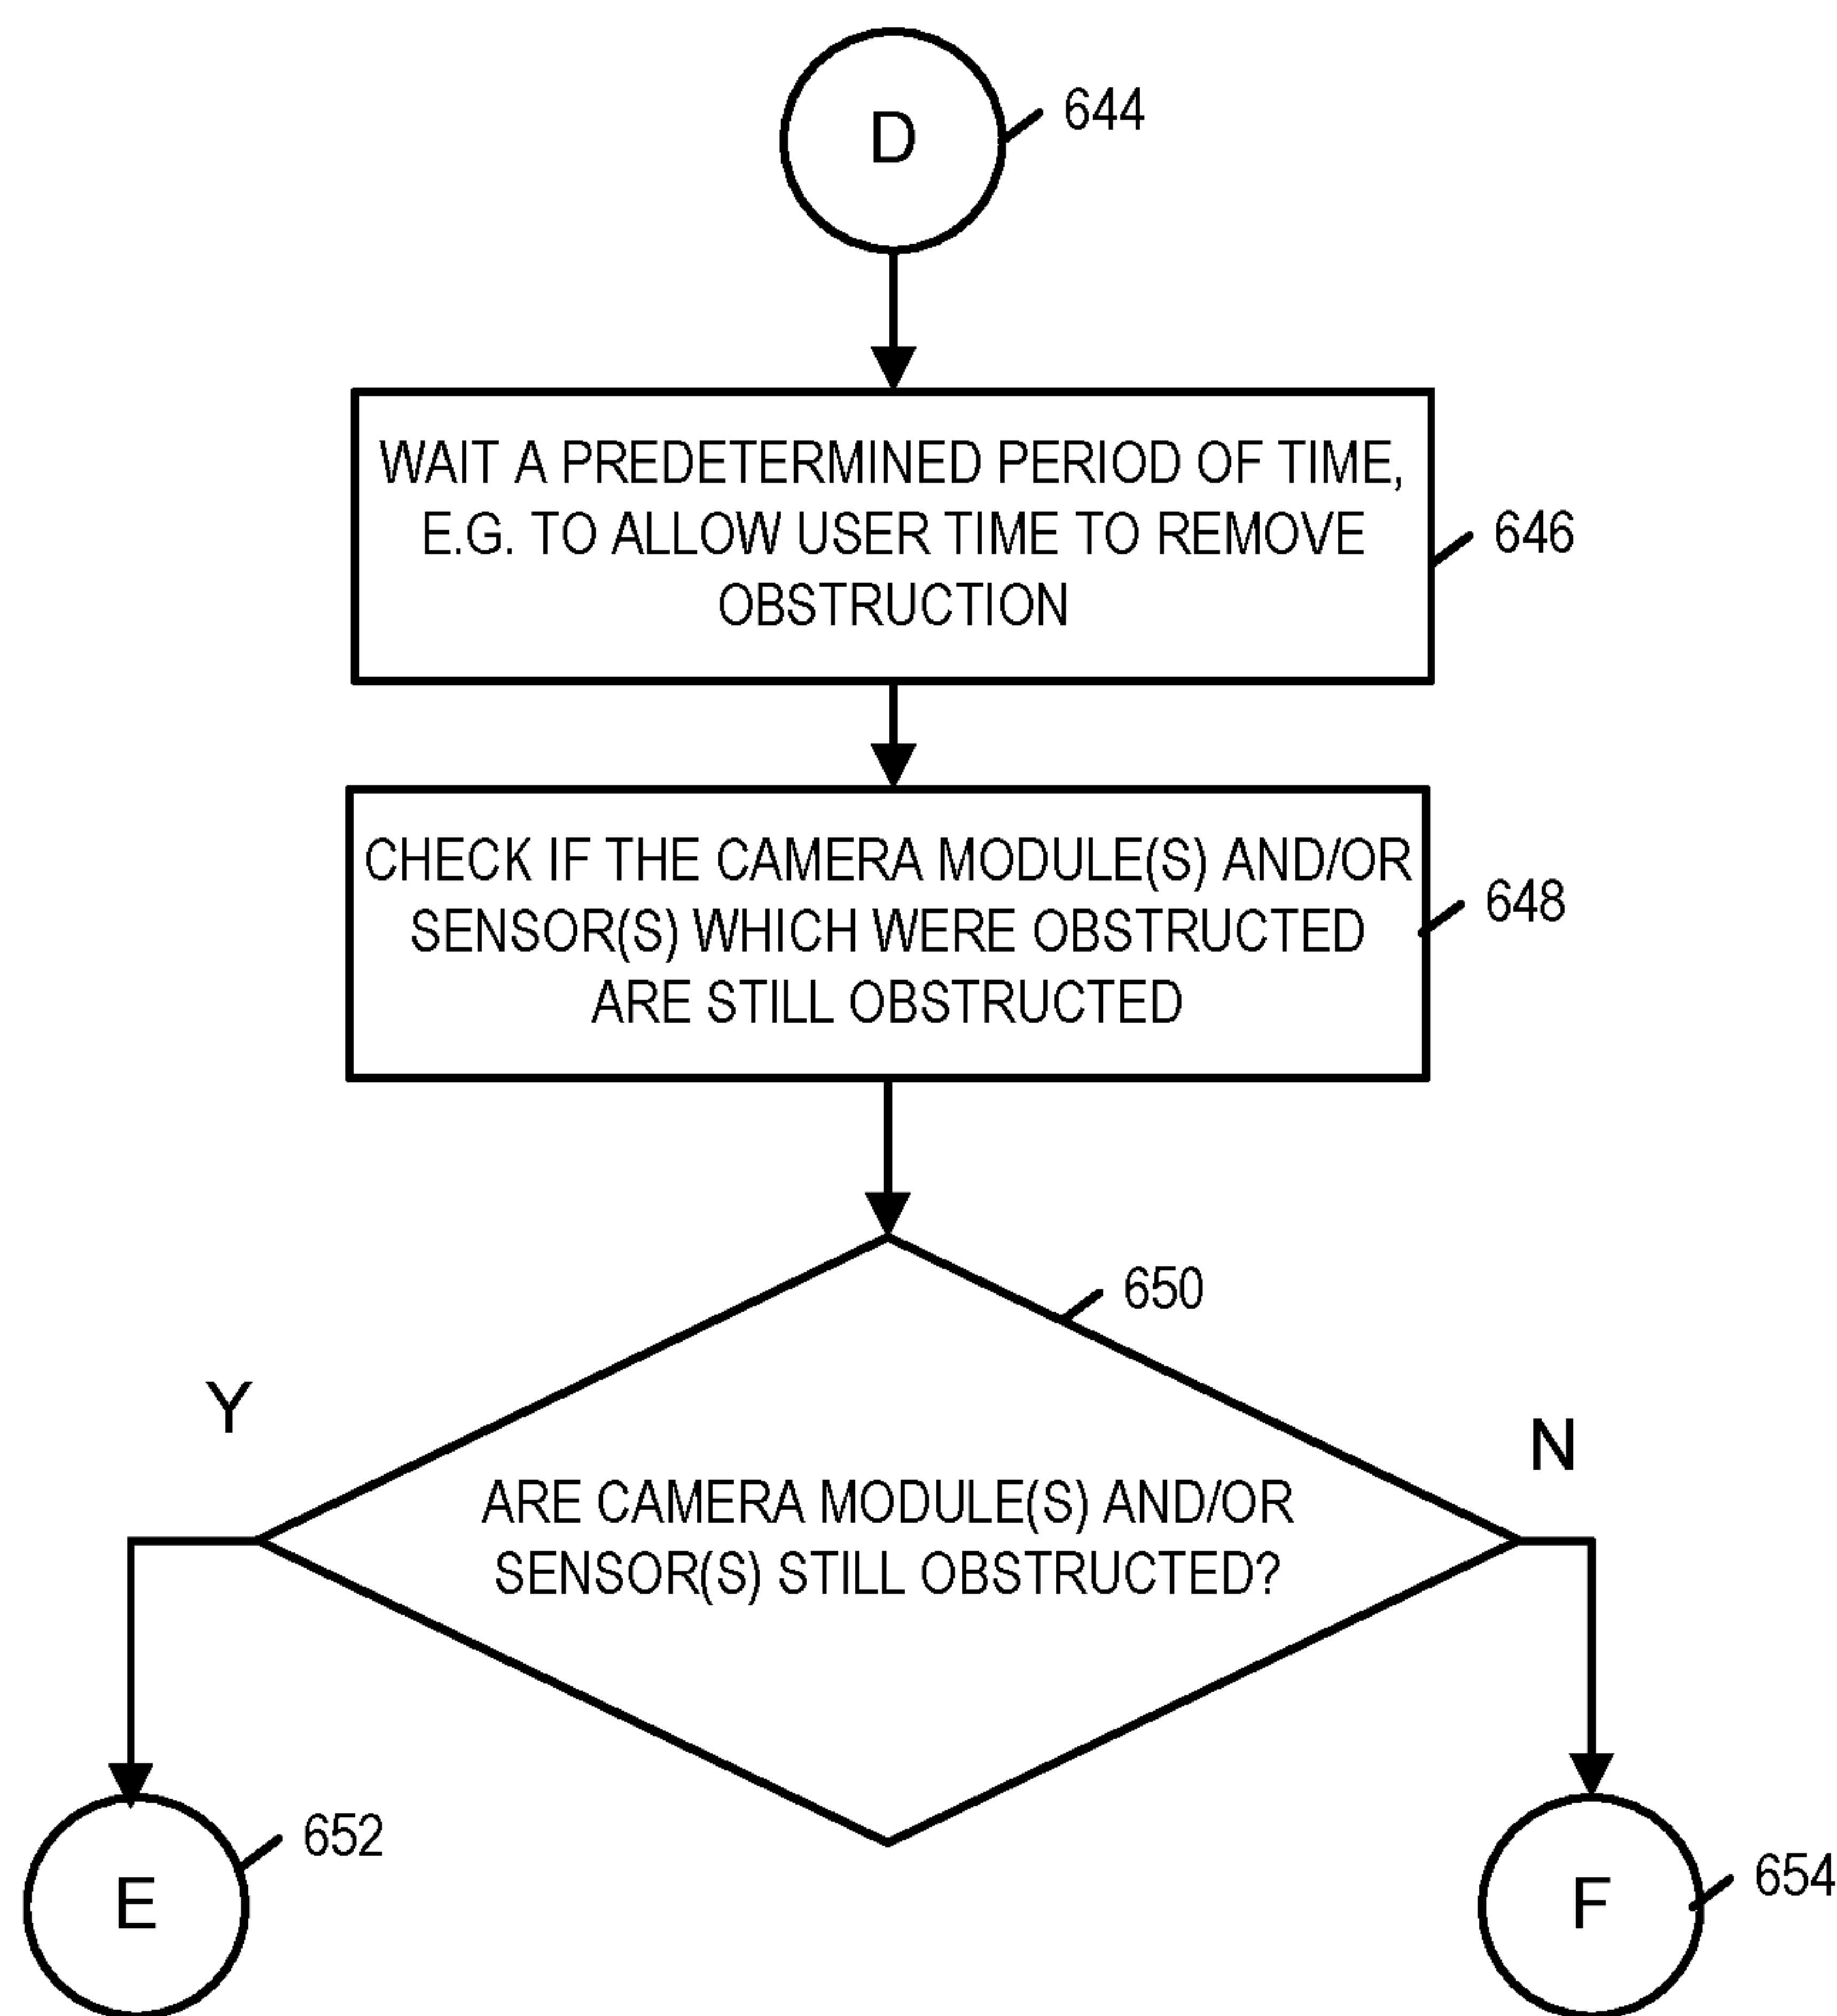 D
644
WAIT A PREDETERMINED PERIOD OF TIME,
E.G. TO ALLOW USER TIME TO REMOVE
OBSTRUCTION
646
CHECK IF THE CAMERA MODULE(S) AND/OR
SENSOR(S) WHICH WERE OBSTRUCTED
ARE STILL OBSTRUCTED
648
650
Y
N
ARE CAMERA MODULE(S) AND/OR
SENSOR(S) STILL OBSTRUCTED?
652
E
654
F